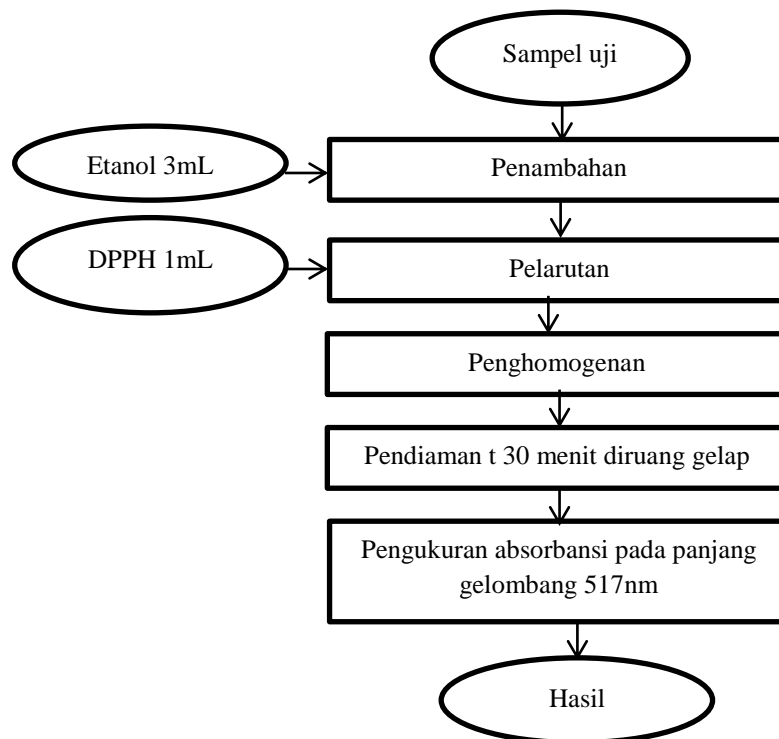 Sampel uji
Etanol 3mL
Penambahan
DPPH 1mL
Pelarutan
Penghomogenan
Pendiaman t 30 menit diruang gelap
Pengukuran absorbansi pada panjang
gelombang 517nm
Hasil